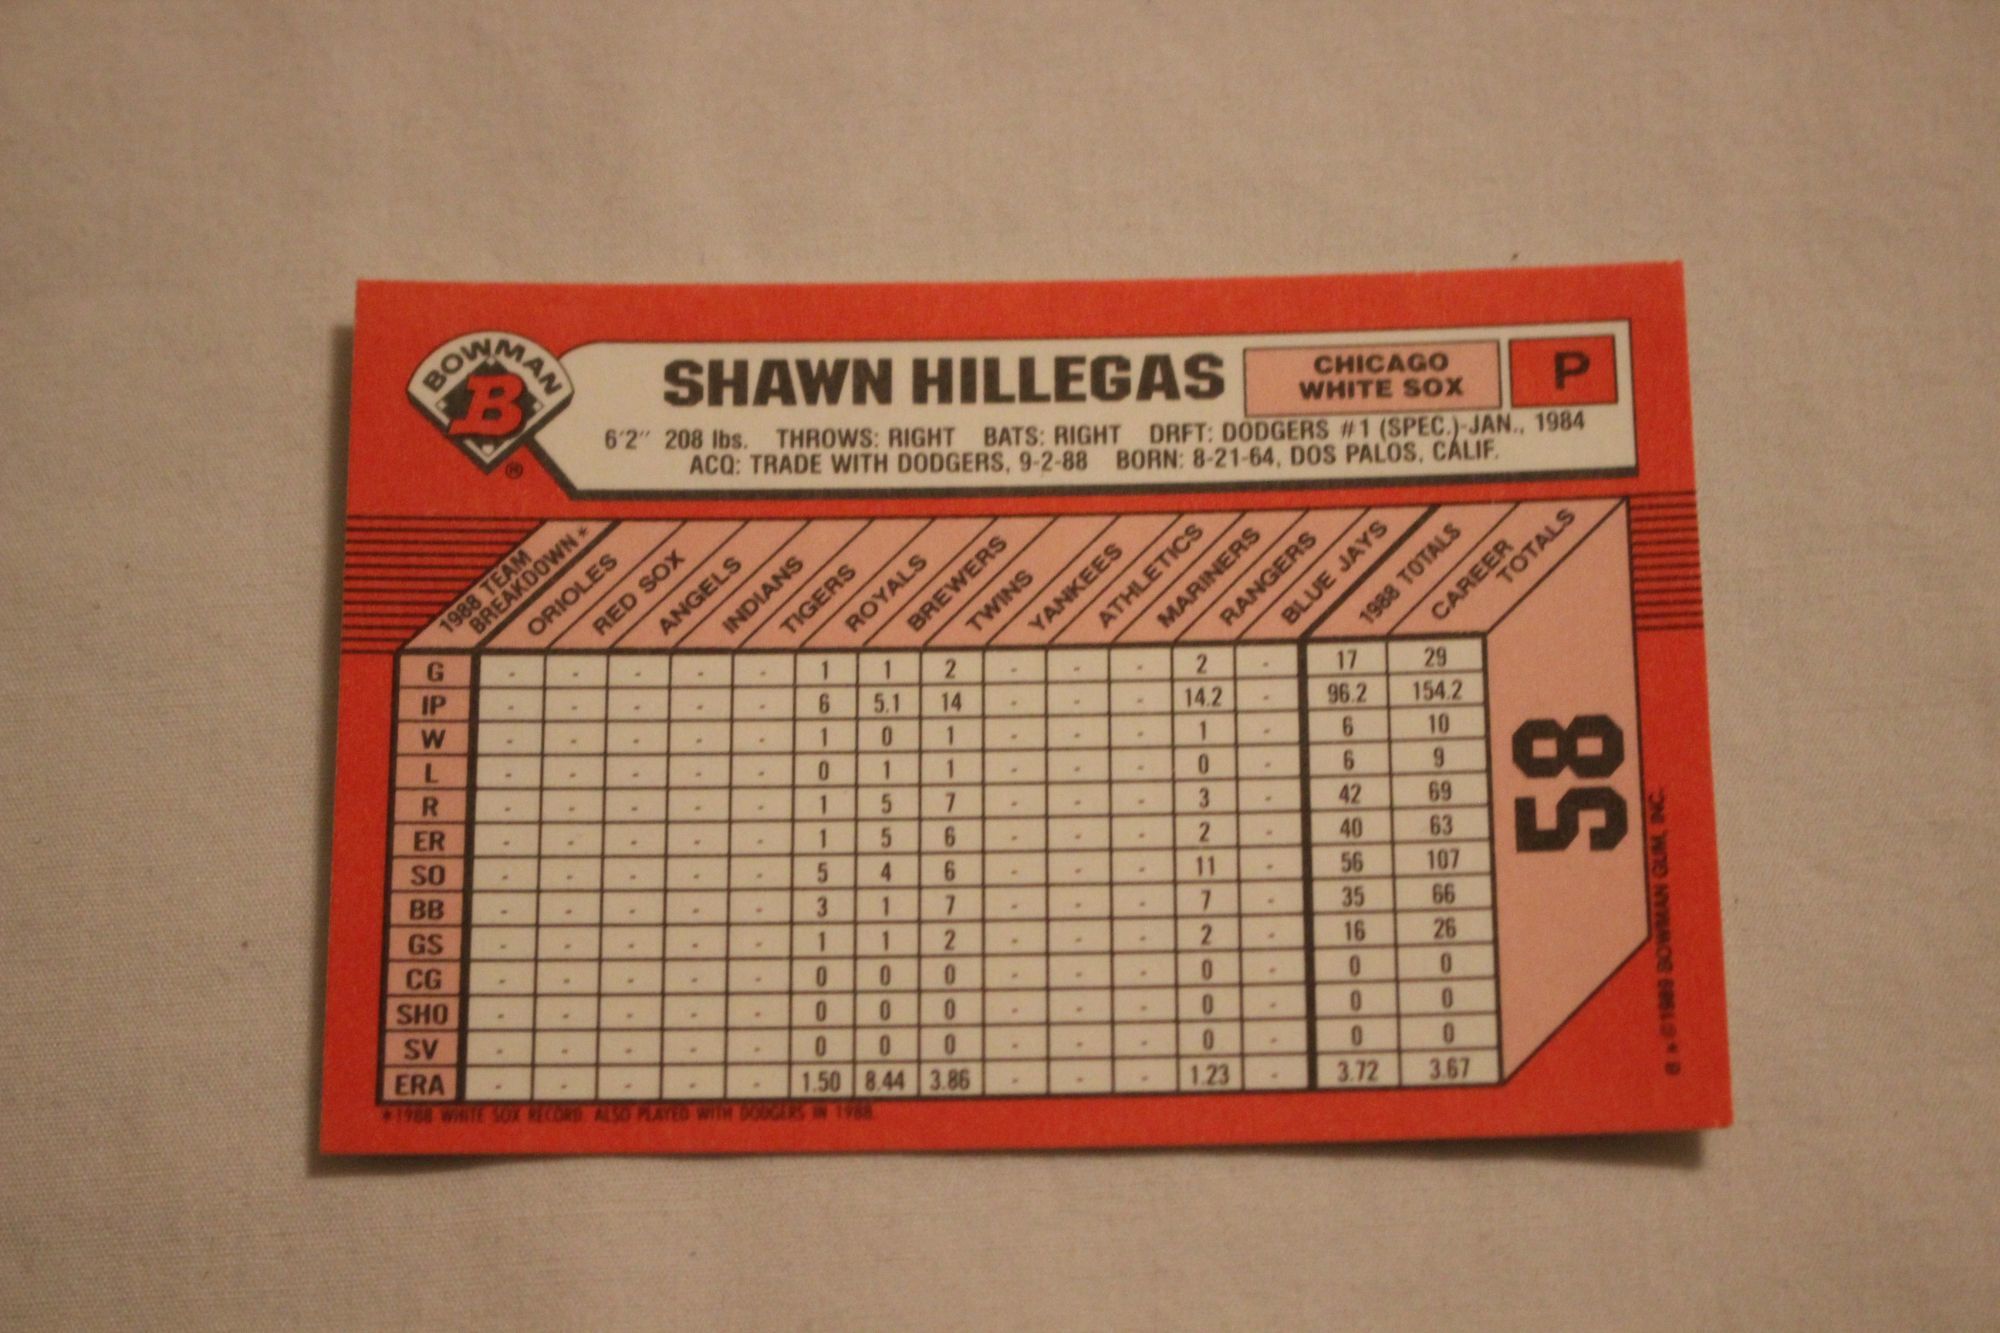 BOWMAN
B
®
SHAWN HILLEGAS
CHICAGO
WHITE SOX
P
6'2" 208 lbs. THROWS: RIGHT BATS: RIGHT DRFT: DODGERS #1 (SPEC.)-JAN., 1984
ACQ: TRADE WITH DODGERS, 9-2-88 BORN: 8-21-64, DOS PALOS, CALIF.
1988 TEAM BREAKDOWN* ORIOLES RED SOX ANGELS INDIANS TIGERS ROYALS BREWERS TWINS YANKEES ATHLETICS MARINERS RANGERS BLUE JAYS 1988 TOTALS CAREER TOTALS
G - - - - - 1 1 2 - - - 2 - 17 29
IP - - - - - 6 5.1 14 - - - 14.2 - 96.2 154.2
W - - - - - 1 0 1 - - - 1 - 6 10
L - - - - - 0 1 1 - - - 0 - 6 9
R - - - - - 1 5 7 - - - 3 - 42 69
ER - - - - - 1 5 6 - - - 2 - 40 63
SO - - - - - 5 4 6 - - - 11 - 56 107
BB - - - - - 3 1 7 - - - 7 - 35 66
GS - - - - - 1 1 2 - - - 2 - 16 26
CG - - - - - 0 0 0 - - - 0 - 0 0
SHO - - - - - 0 0 0 - - - 0 - 0 0
SV - - - - - 0 0 0 - - - 0 - 0 0
ERA - - - - - 1.50 8.44 3.86 - - - 1.23 - 3.72 3.67
58
*1988 WHITE SOX RECORD. ALSO PLAYED WITH DODGERS IN 1988.
©1989 BOWMAN GUM, INC.